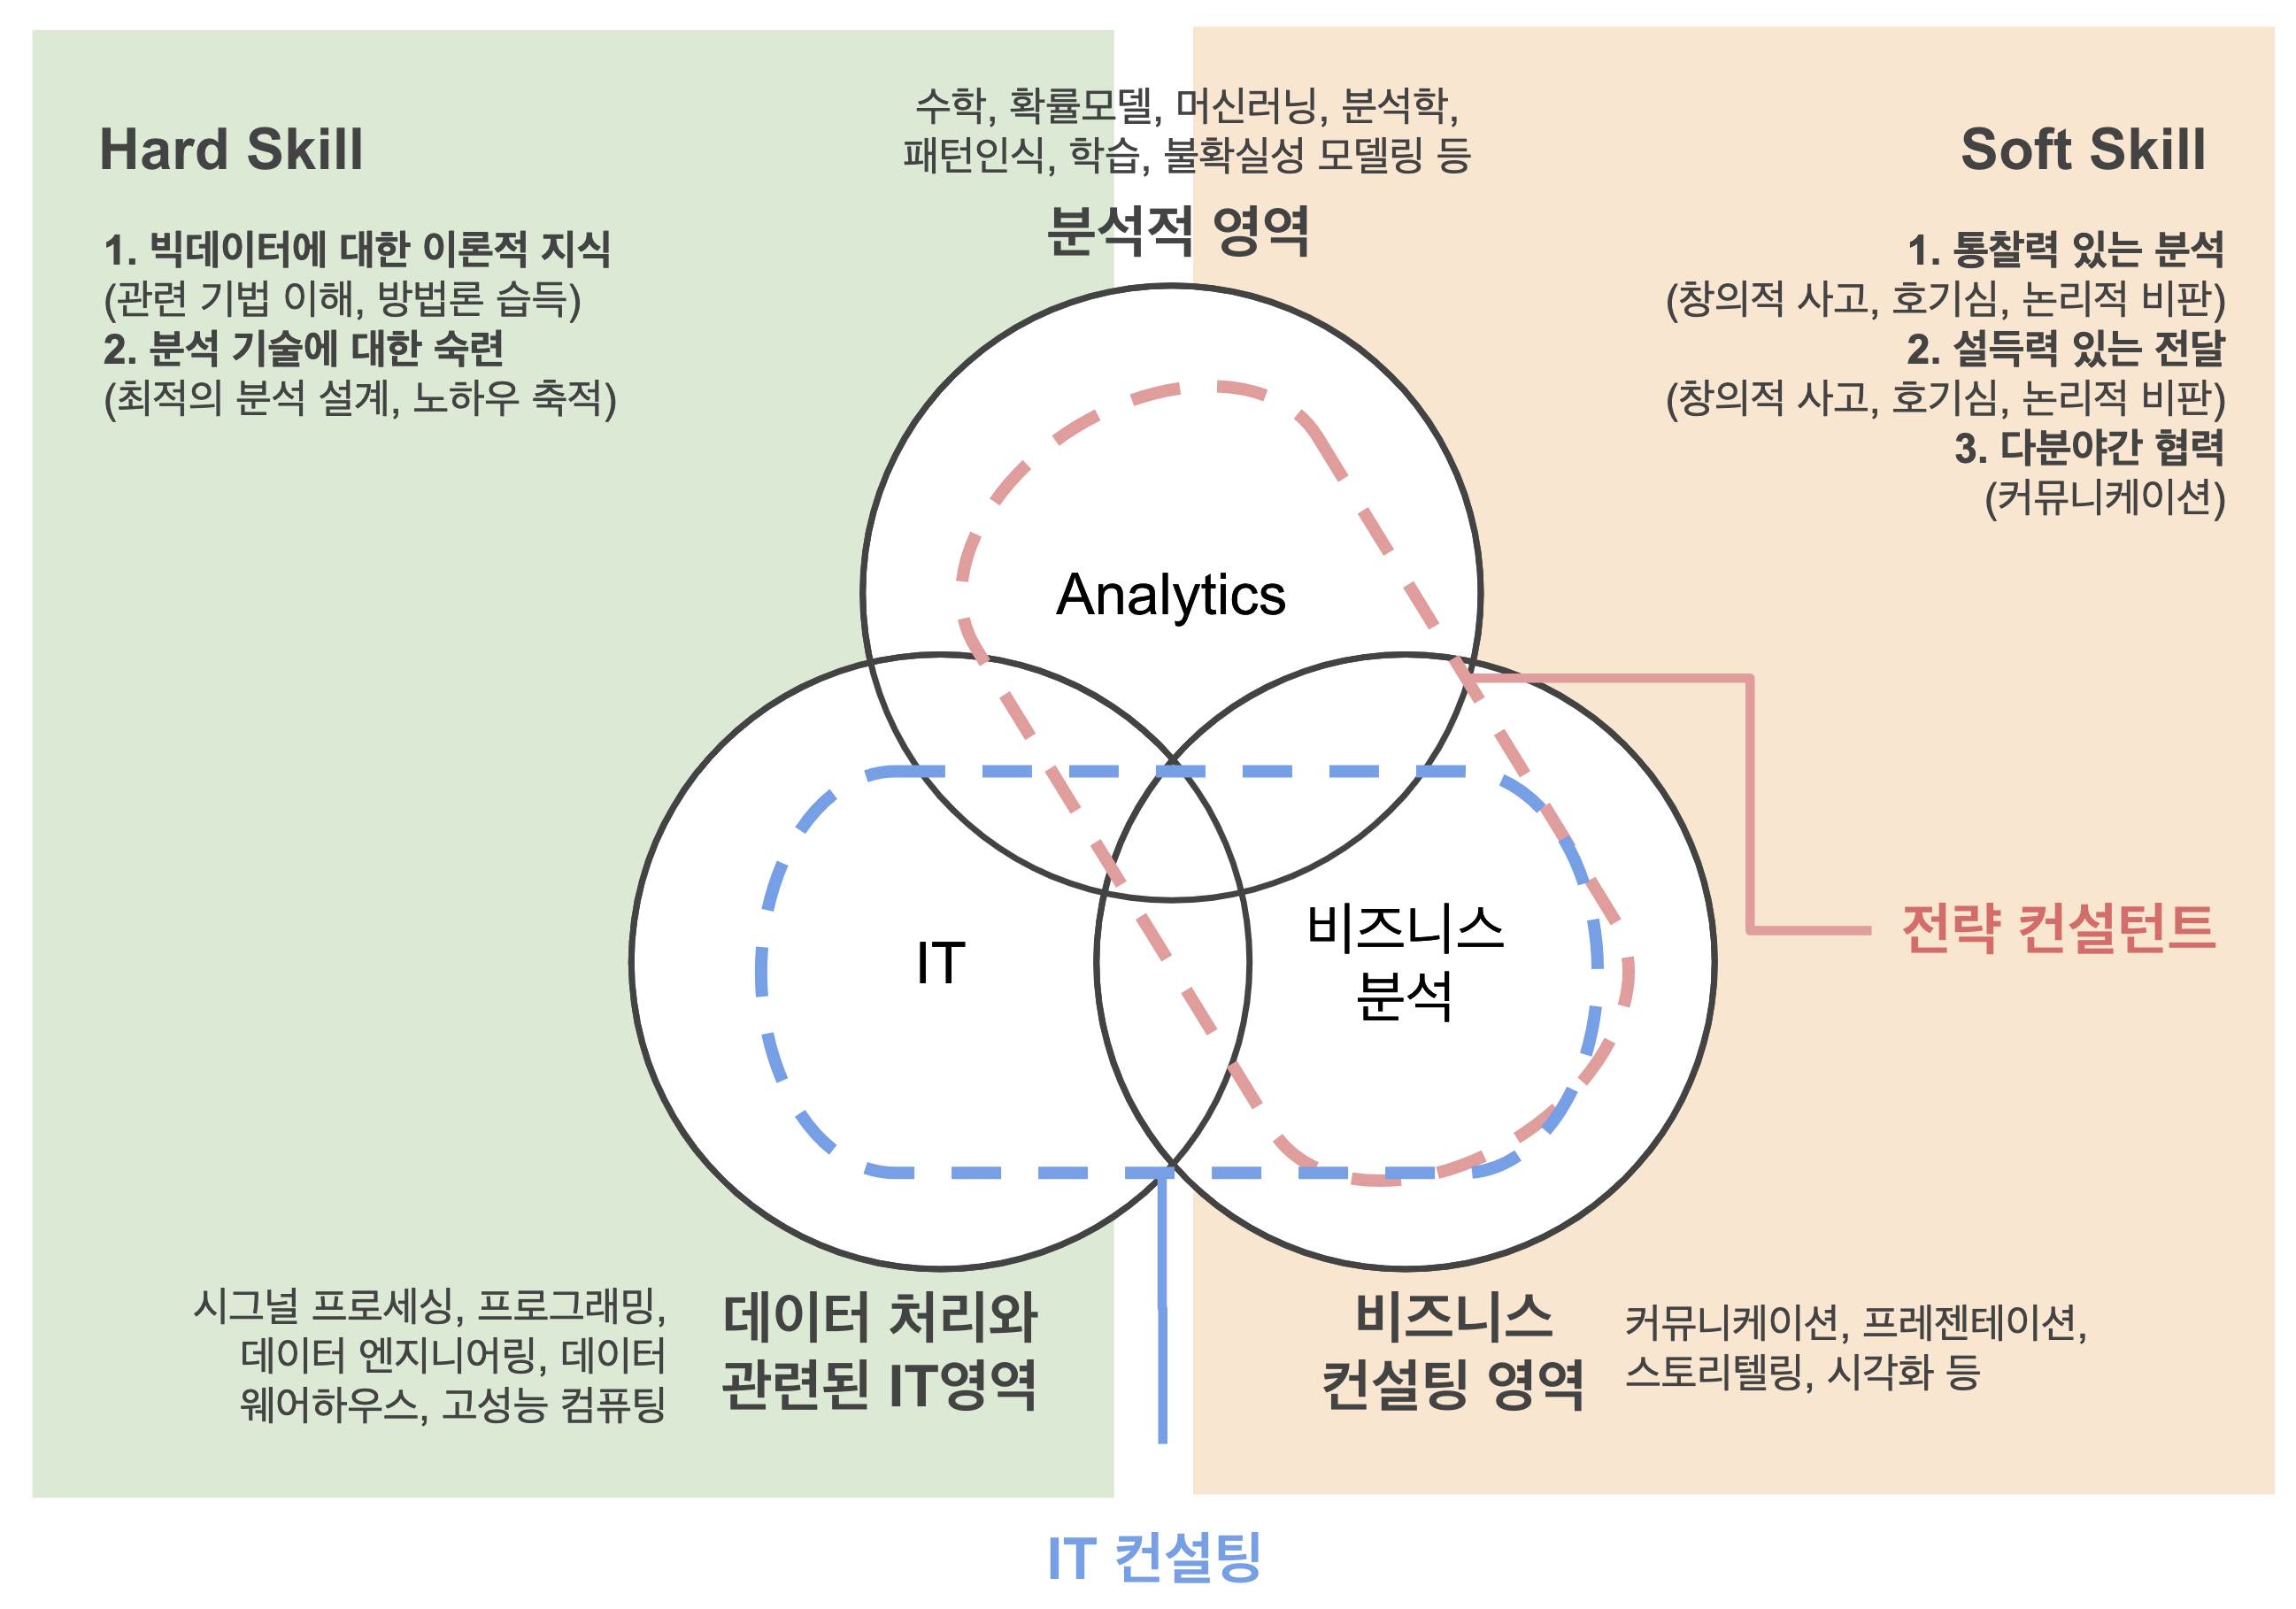 수학, 확률모델, 머신러닝, 분석학,
패턴인식, 학습, 불확실성 모델링 등
분석적 영역
Hard Skill
1. 빅데이터에 대한 이론적 지식
(관련 기법 이해, 방법론 습득)
2. 분석 기술에 대한 숙련
(최적의 분석 설계, 노하우 축적)
Soft Skill
1. 통찰력 있는 분석
(창의적 사고, 호기심, 논리적 비판)
2. 설득력 있는 전달
(창의적 사고, 호기심, 논리적 비판)
3. 다분야간 협력
(커뮤니케이션)
Analytics
IT
비즈니스
분석
전략 컨설턴트
시그널 프로세싱, 프로그래밍,
데이터 엔지니어링, 데이터
웨어하우스, 고성능 컴퓨팅
데이터 처리와
관련된 IT영역
비즈니스
컨설팅 영역
커뮤니케이션, 프레젠테이션,
스토리텔링, 시각화 등
IT 컨설팅